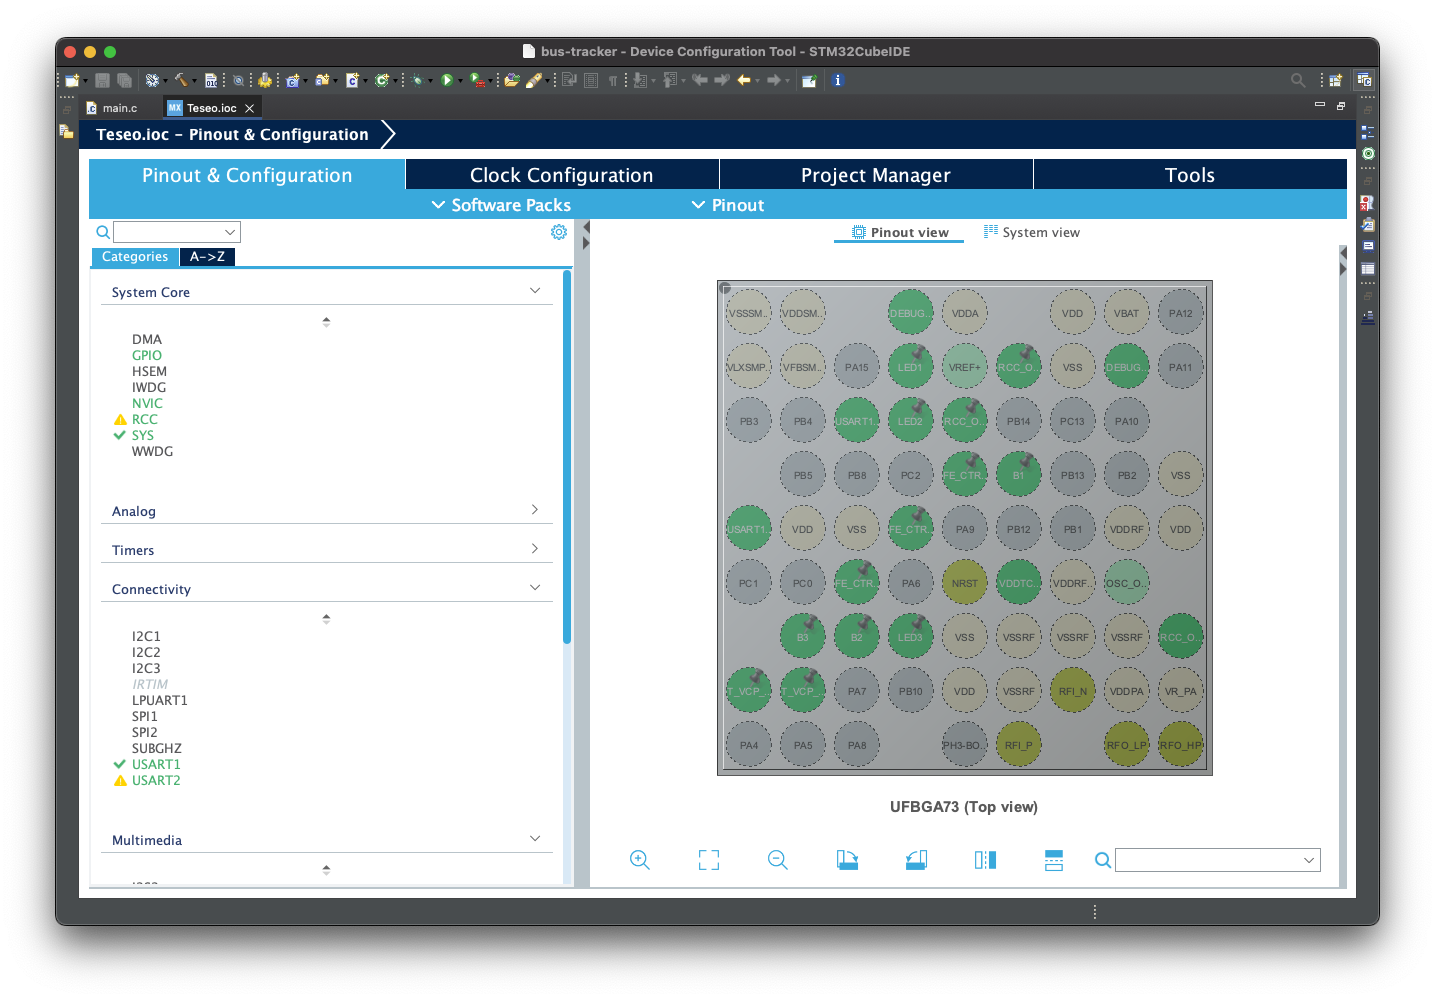 bus-tracker - Device Configuration Tool - STM32CubeIDE
main.c
MX Teseo.ioc
Teseo.ioc - Pinout & Configuration
Pinout & Configuration
Clock Configuration
Project Manager
Tools
Software Packs
Pinout
Categories
A->Z
System Core
DMA
GPIO
HSEM
IWDG
NVIC
RCC
SYS
WWDG
Analog
Timers
Connectivity
I2C1
I2C2
I2C3
IRTIM
LPUART1
SPI1
SPI2
SUBGHZ
USART1
USART2
Multimedia
Pinout view
System view
VSSSM.. VDDSM.. DEBUG.. VDDA VDD VBAT PA12
VLXSMP.. VFBSM.. PA15 LED1 VREF+ RCC_O.. VSS DEBUG.. PA11
PB3 PB4 USART1.. LED2 RCC_O.. PB14 PC13 PA10
PB5 PB8 PC2 FE_CTR.. B1 PB13 PB2 VSS
USART1.. VDD VSS FE_CTR.. PA9 PB12 PB1 VDDRF VDD
PC1 PC0 FE_CTR.. PA6 NRST VDDTC.. VDDRF.. OSC_O..
B3 B2 LED3 VSS VSSRF VSSRF VSSRF RCC_O..
T_VCP_.. T_VCP_.. PA7 PB10 VDD VSSRF RFI_N VDDPA VR_PA
PA4 PA5 PA8 PH3-BO.. RFI_P RFO_LP RFO_HP
UFBGA73 (Top view)